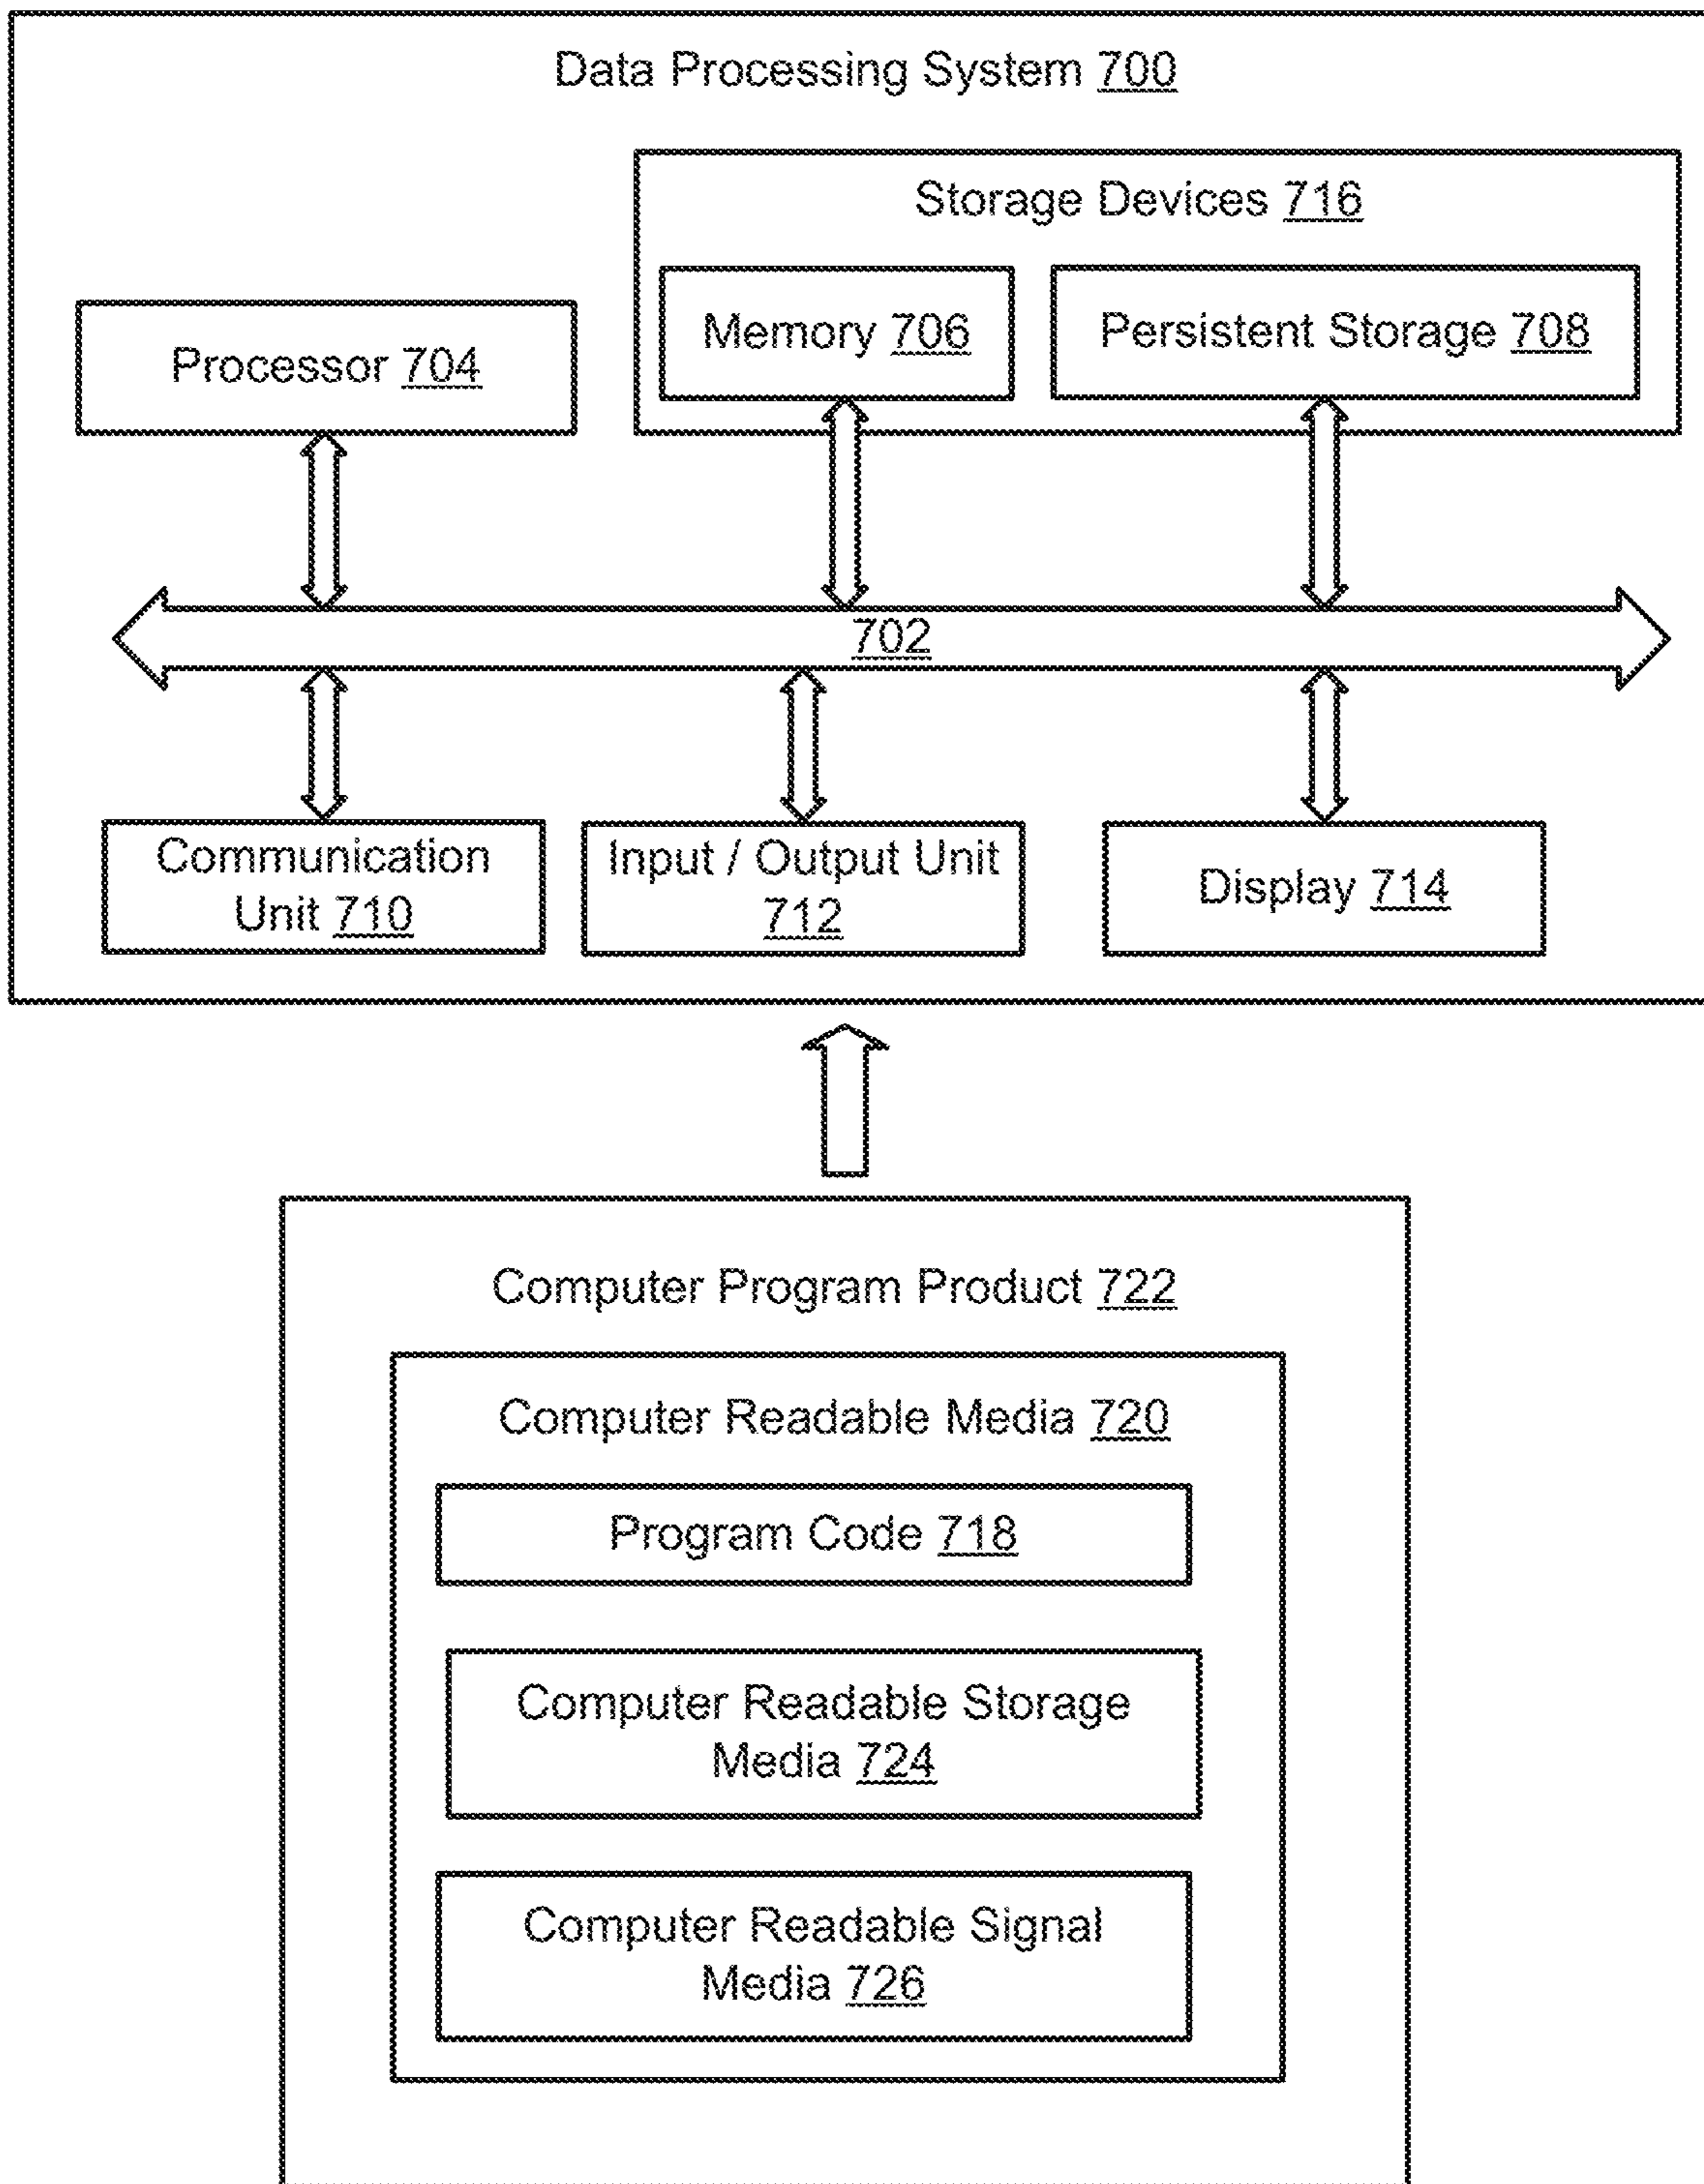 Data Processing System 700
Storage Devices 716
Memory 706
Persistent Storage 708
Processor 704
702
Communication
Unit 710
Input / Output Unit
712
Display 714
Computer Program Product 722
Computer Readable Media 720
Program Code 718
Computer Readable Storage
Media 724
Computer Readable Signal
Media 726